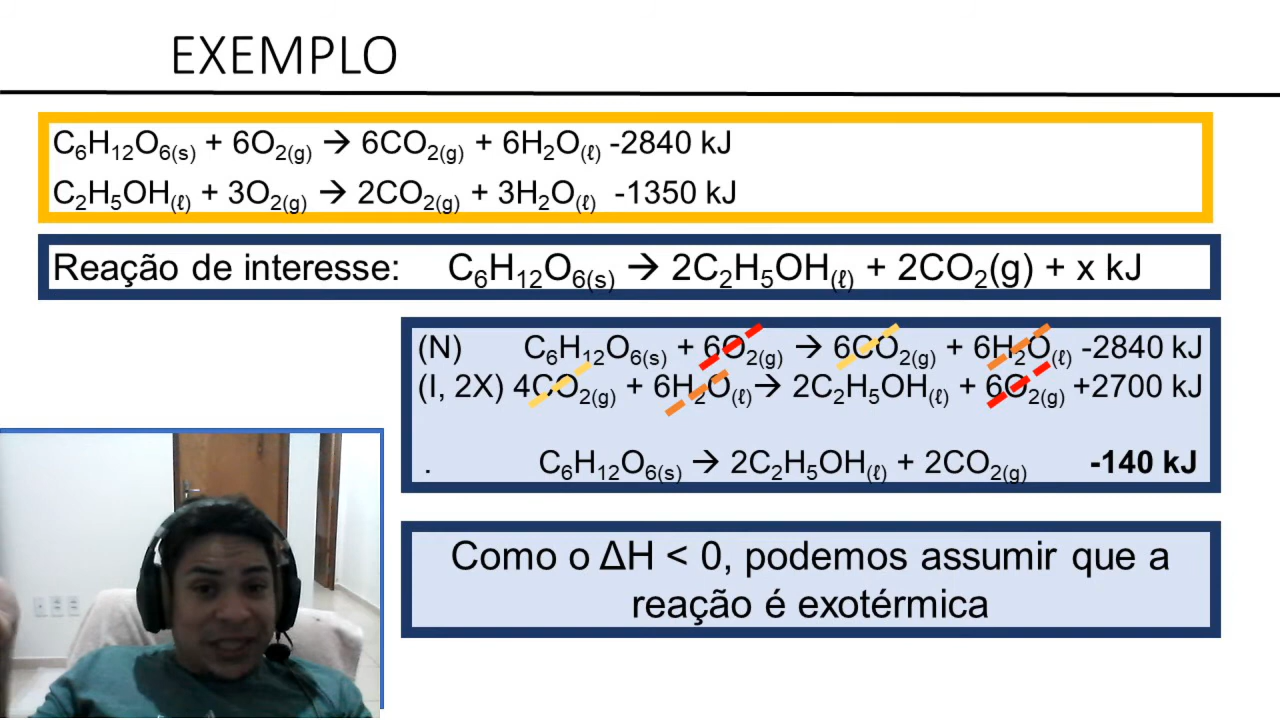 EXEMPLO
C₆H₁₂O₆₍s₎ + 6O₂₍g₎ → 6CO₂₍g₎ + 6H₂O₍ℓ₎ -2840 kJ
C₂H₅OH₍ℓ₎ + 3O₂₍g₎ → 2CO₂₍g₎ + 3H₂O₍ℓ₎ -1350 kJ
Reação de interesse: C₆H₁₂O₆₍s₎ → 2C₂H₅OH₍ℓ₎ + 2CO₂(g) + x kJ
(N) C₆H₁₂O₆₍s₎ + 6O₂₍g₎ → 6CO₂₍g₎ + 6H₂O₍ℓ₎ -2840 kJ
(I, 2X) 4CO₂₍g₎ + 6H₂O₍ℓ₎→ 2C₂H₅OH₍ℓ₎ + 6O₂₍g₎ +2700 kJ
. C₆H₁₂O₆₍s₎ → 2C₂H₅OH₍ℓ₎ + 2CO₂₍g₎ -140 kJ
Como o ΔH < 0, podemos assumir que a
reação é exotérmica